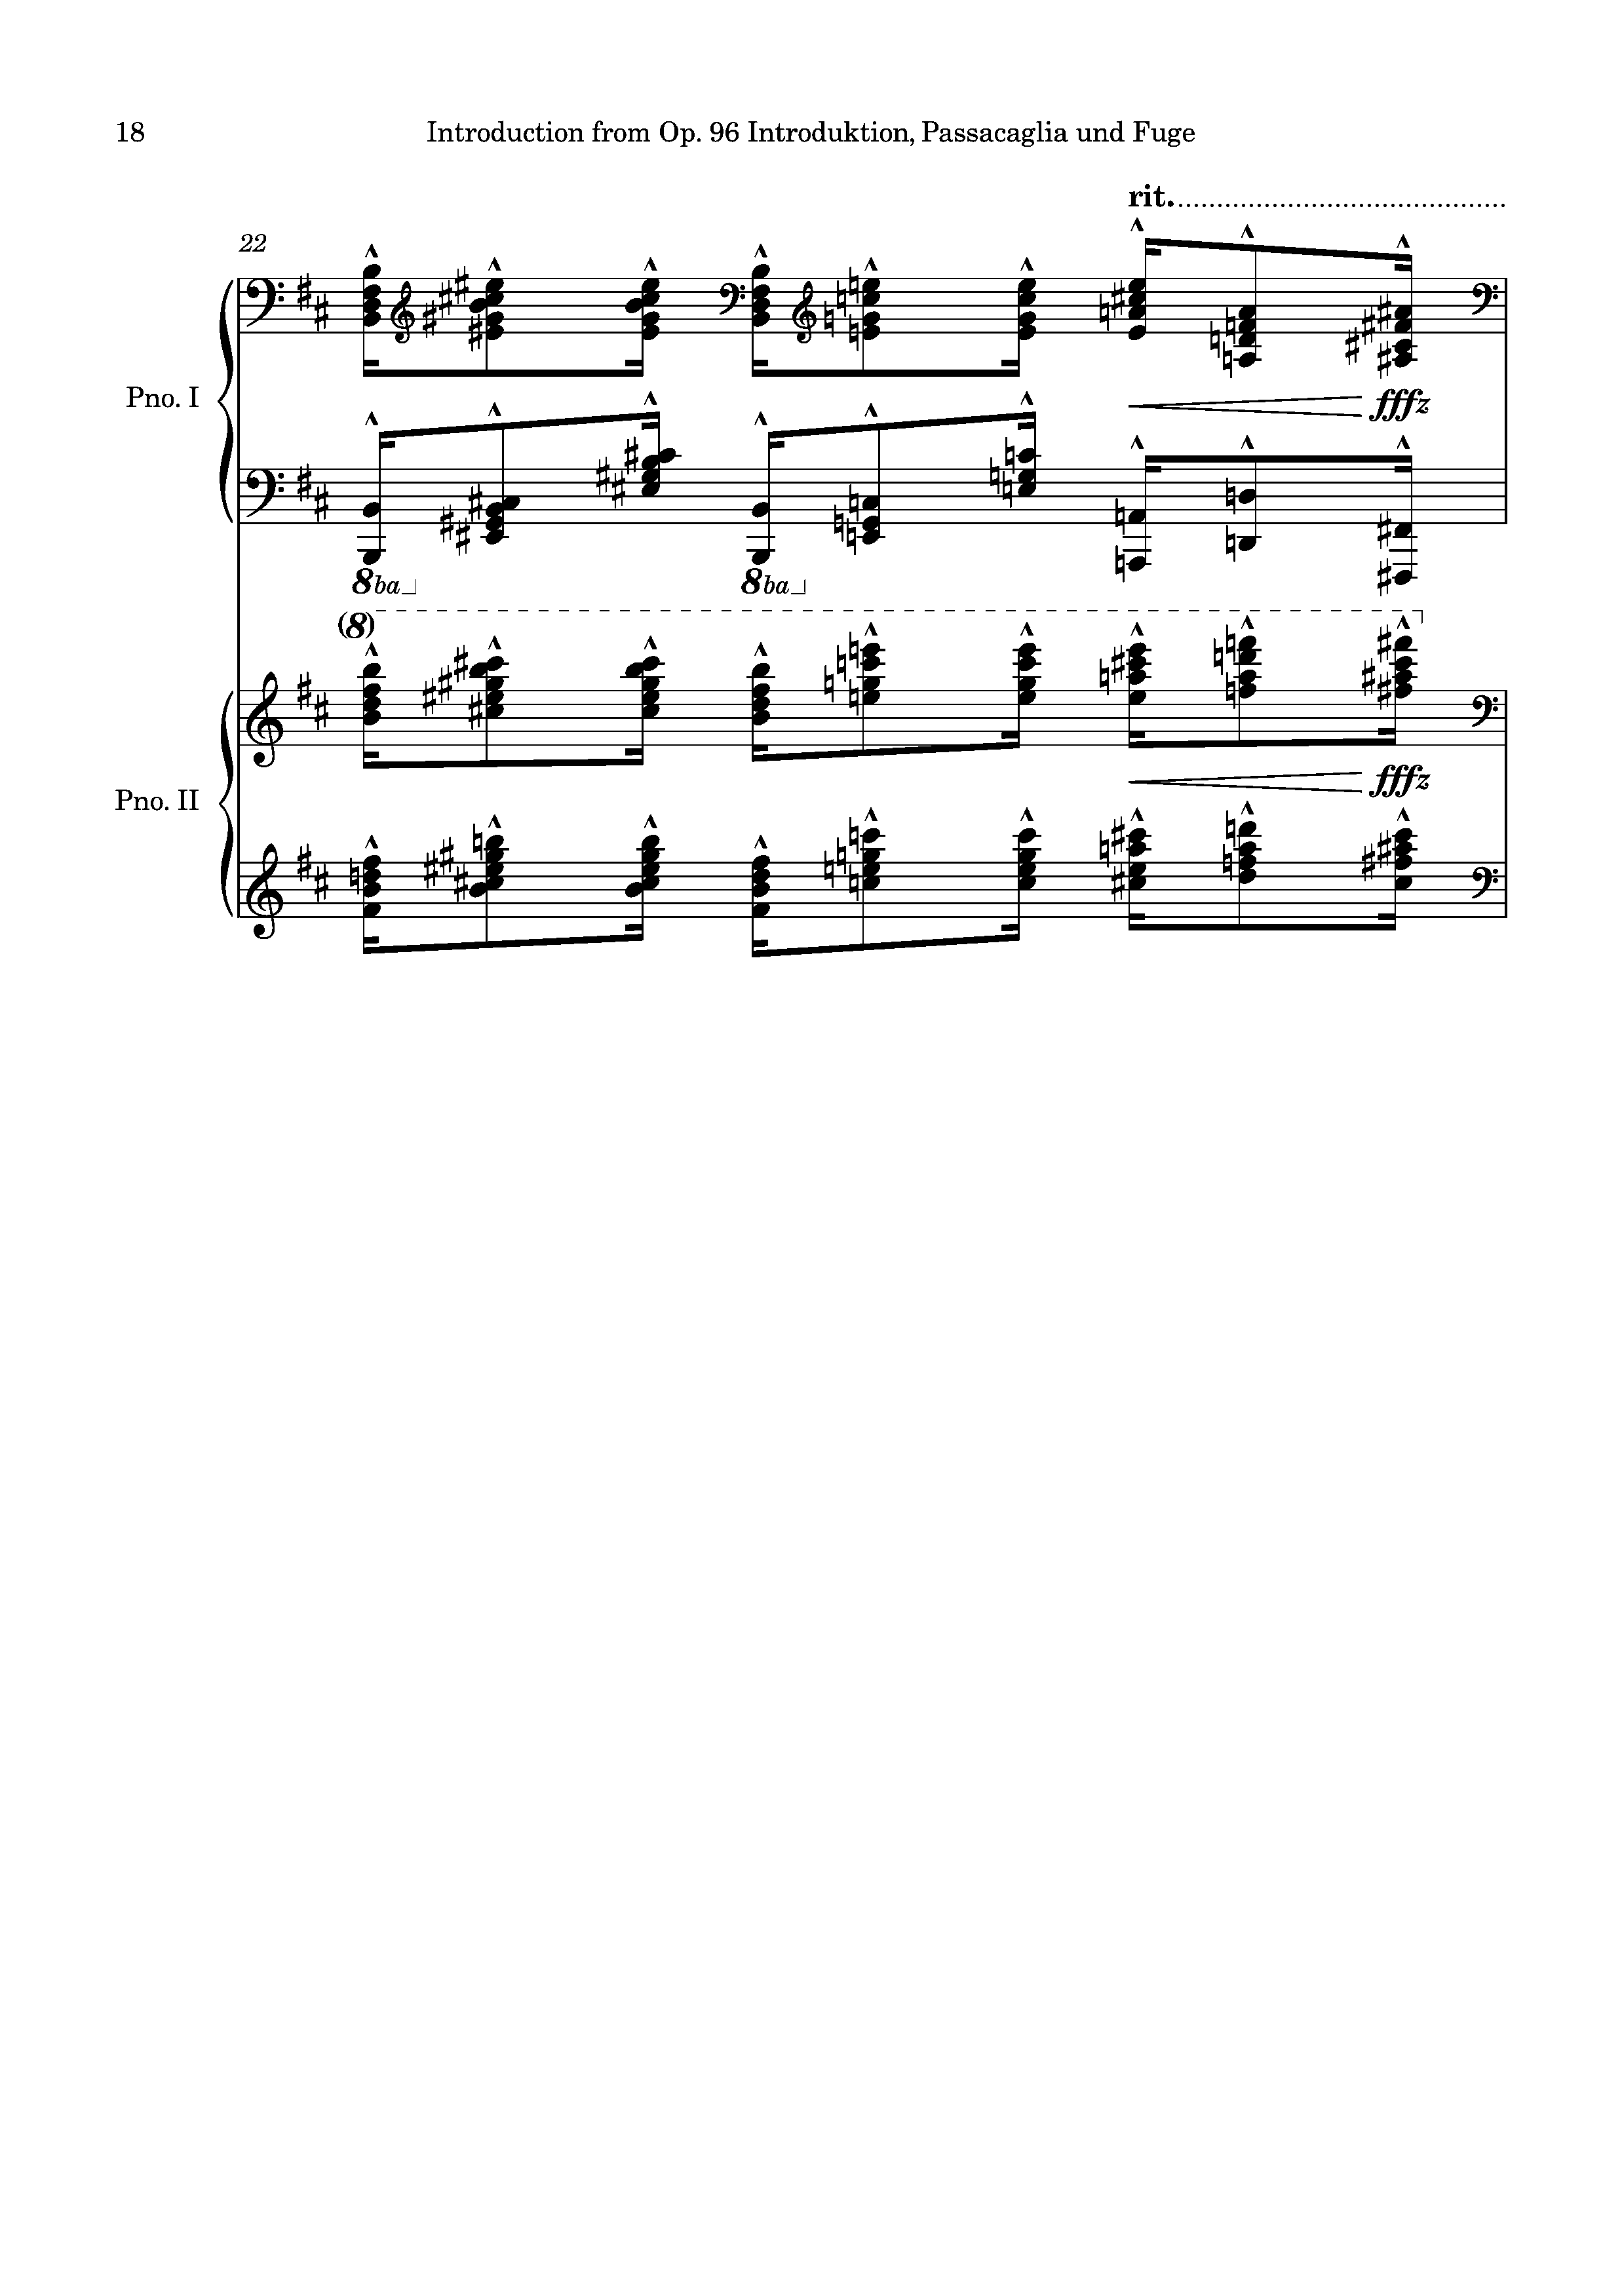 18 Introduction from Op. 96 Introduktion, Passacaglia und Fuge
rit.
22
Pno. I
fffz
8ba 8ba
(8)
fffz
Pno. II